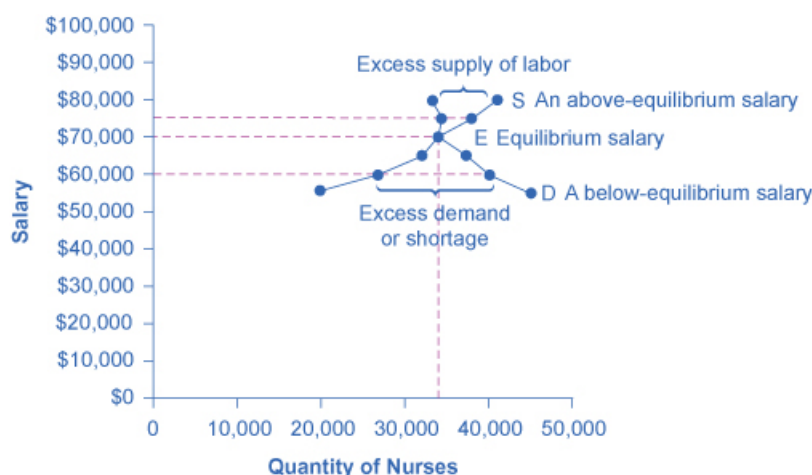 $100,000
$90,000
Excess supply of labor
$80,000
S An above-equilibrium salary
$70,000
E Equilibrium salary
$60,000
D A below-equilibrium salary
$50,000
Excess demand
or shortage
$40,000
$30,000
$20,000
$10,000
$0
Salary
0 10,000 20,000 30,000 40,000 50,000
Quantity of Nurses